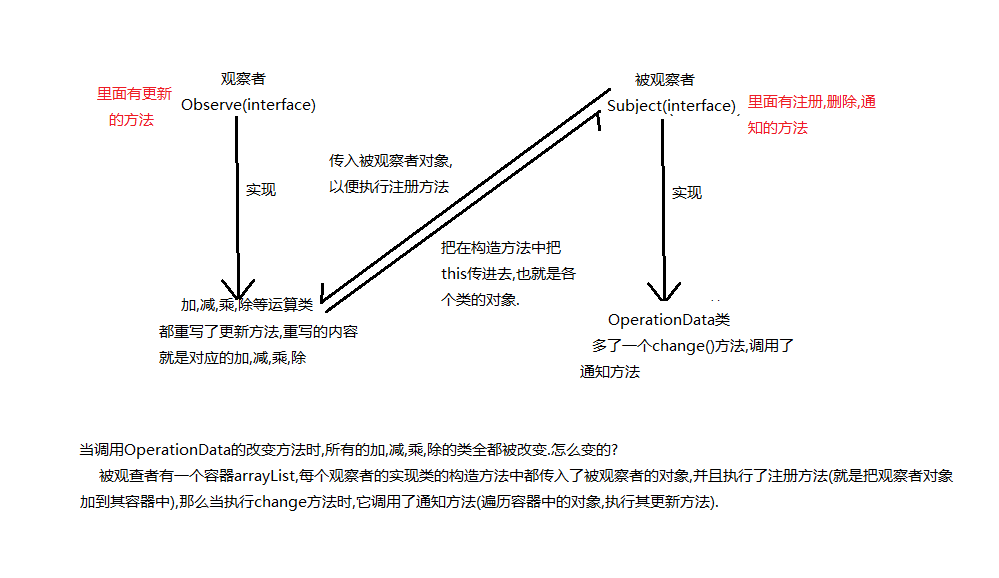 观察者
Observe(interface)
里面有更新
的方法
实现
加,减,乘,除等运算类
都重写了更新方法,重写的内容
就是对应的加,减,乘,除
传入被观察者对象,
以便执行注册方法
把在构造方法中把
this传进去,也就是各
个类的对象.
被观察者
Subject(interface)
里面有注册,删除,通
知的方法
实现
OperationData类
多了一个change()方法,调用了
通知方法
当调用OperationData的改变方法时,所有的加,减,乘,除的类全都被改变.怎么变的?
被观查者有一个容器arrayList,每个观察者的实现类的构造方法中都传入了被观察者的对象,并且执行了注册方法(就是把观察者对象
加到其容器中),那么当执行change方法时,它调用了通知方法(遍历容器中的对象,执行其更新方法).